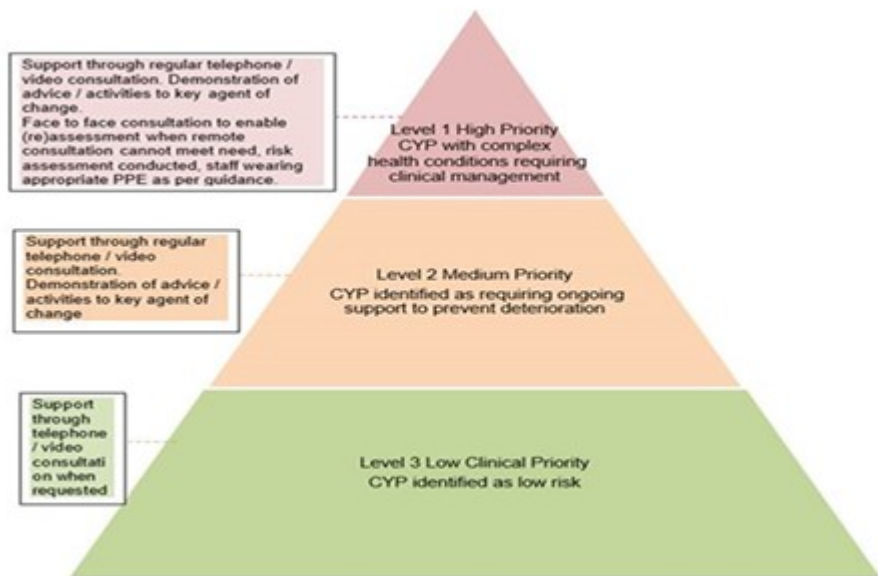 Support through regular telephone /
video consultation. Demonstration of
advice / activities to key agent of
change.
Face to face consultation to enable
(re)assessment when remote
consultation cannot meet need, risk
assessment conducted, staff wearing
appropriate PPE as per guidance.
Level 1 High Priority
CYP with complex
health conditions requiring
clinical management
Support through regular
telephone / video
consultation.
Demonstration of advice /
activities to key agent of
change
Level 2 Medium Priority
CYP identified as requiring ongoing
support to prevent deterioration
Support
through
telephone
/ video
consultati
on when
requested
Level 3 Low Clinical Priority
CYP identified as low risk